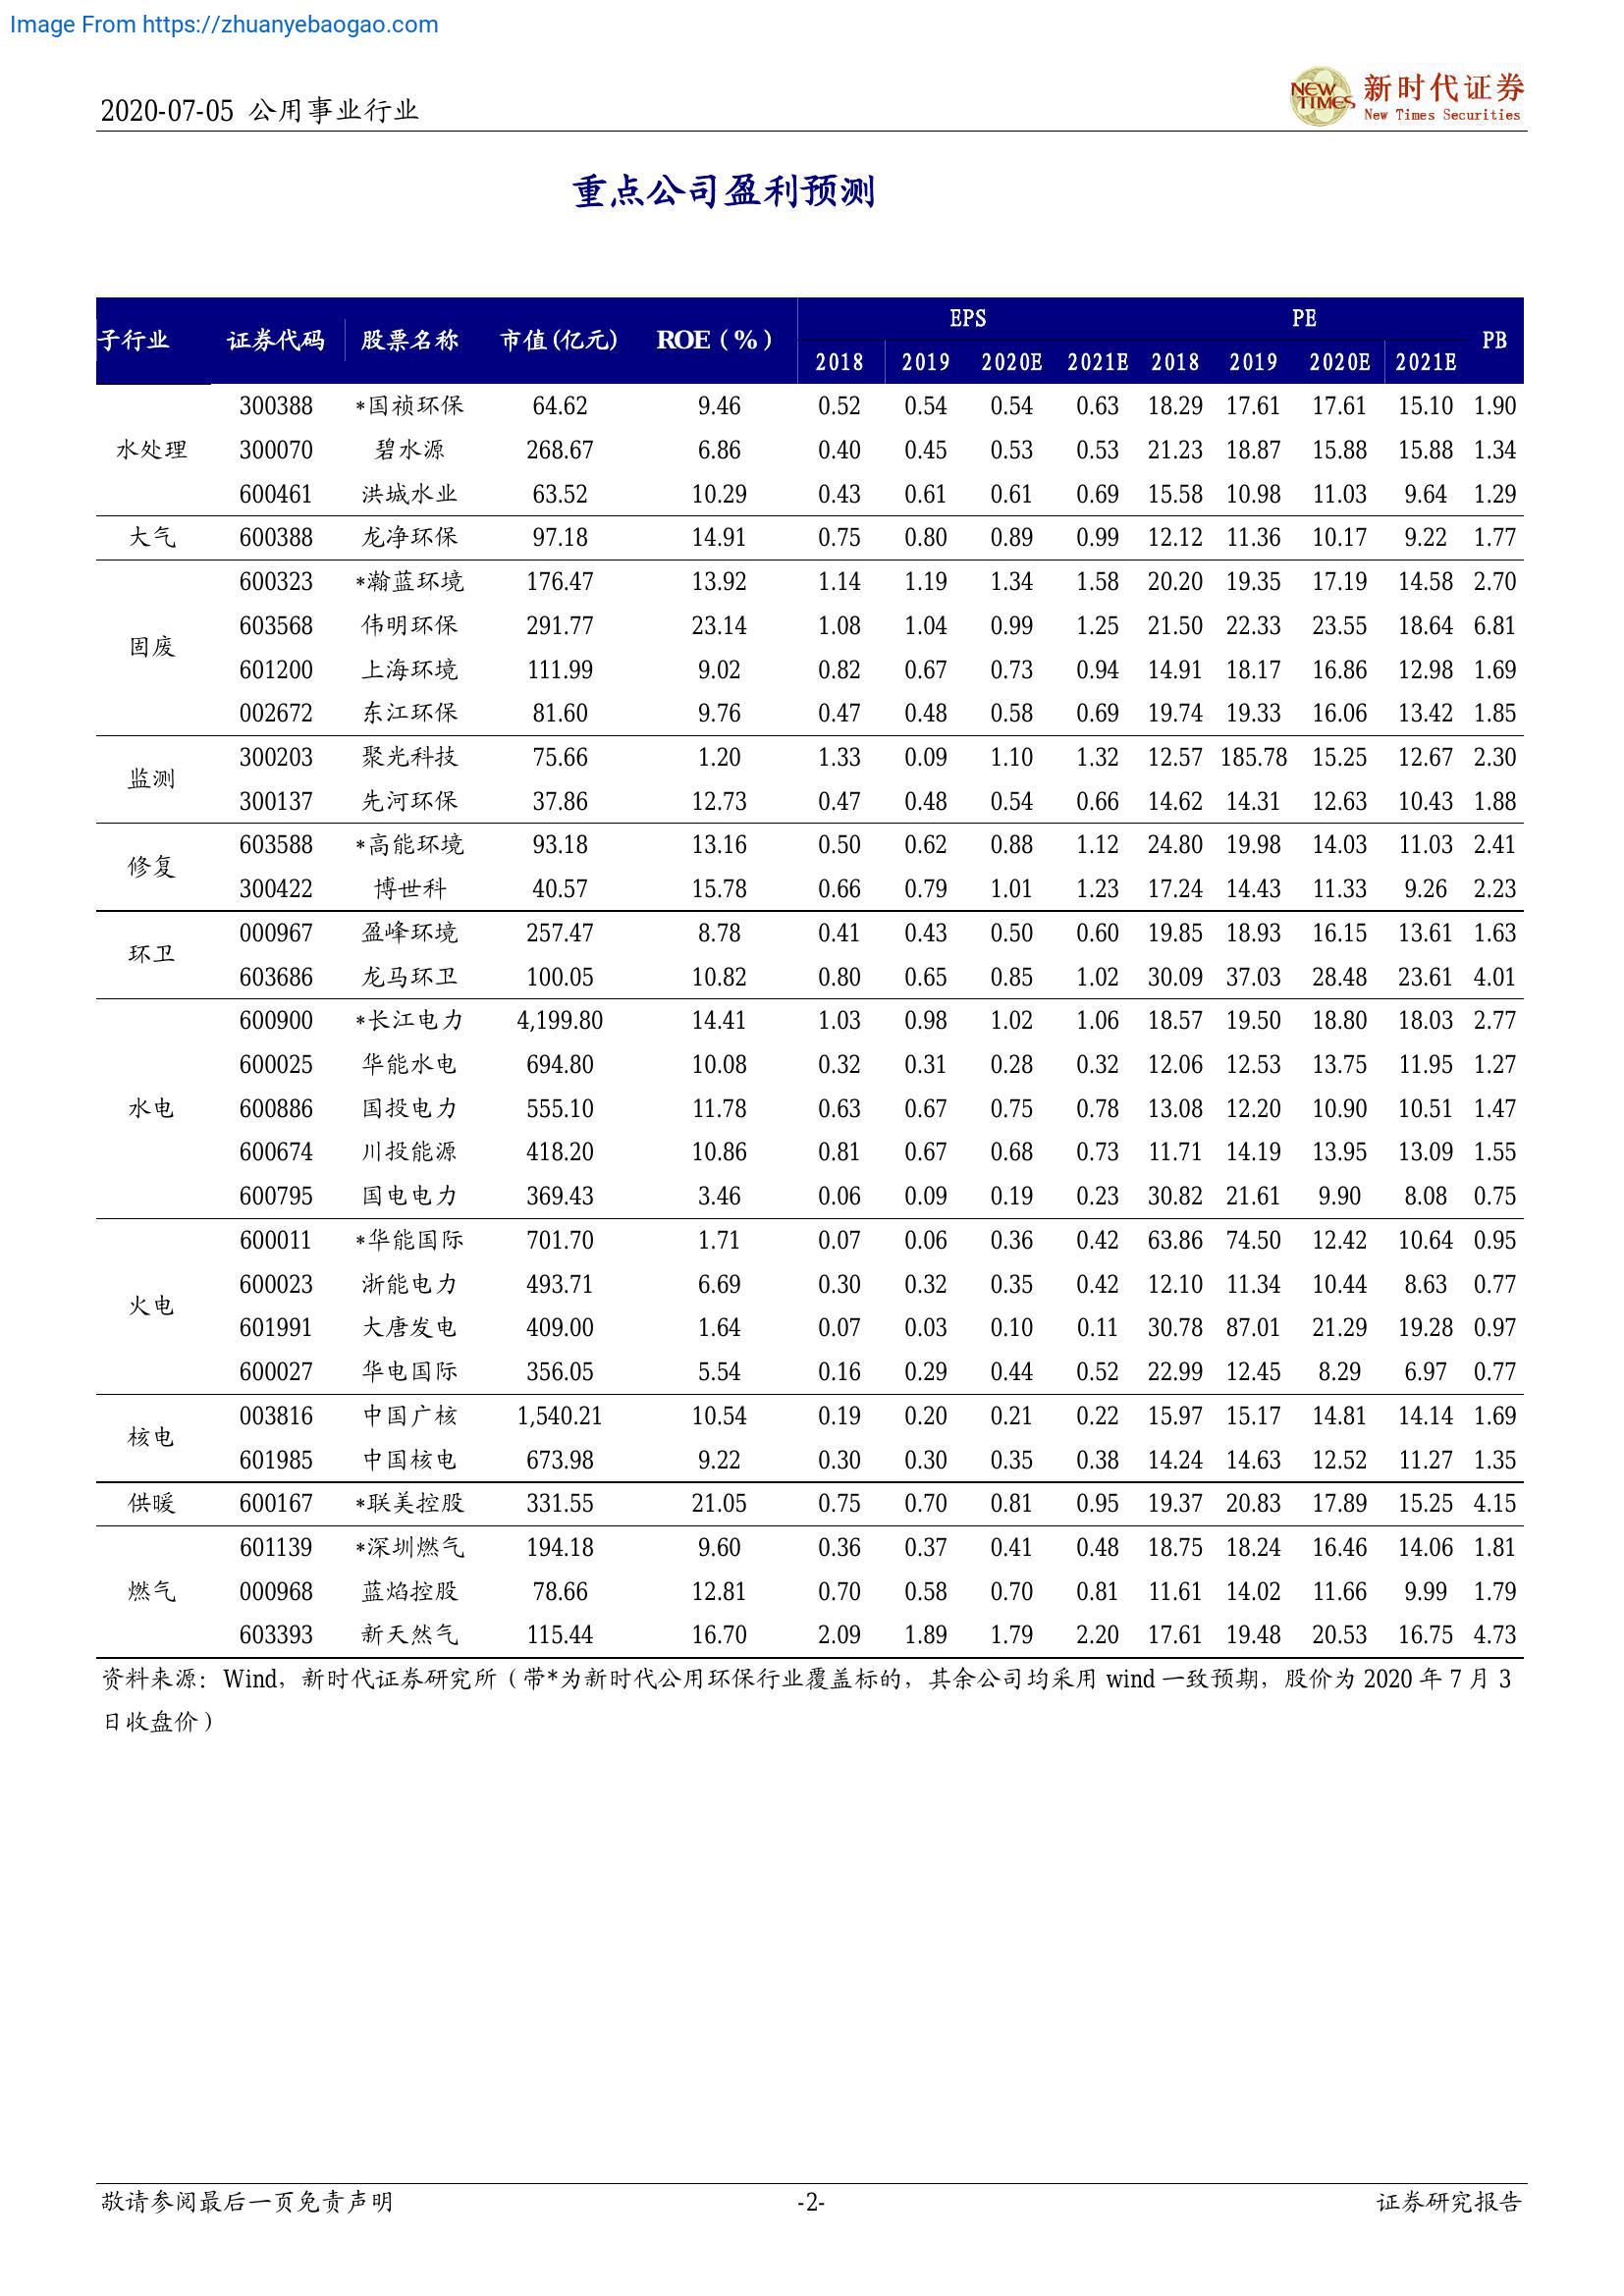 Image From https://zhuanyebaogao.com
2020-07-05 公用事业行业
NEW TIMES 新时代证券
New Times Securities
重点公司盈利预测
子行业 证券代码 股票名称 市值(亿元) ROE（%） EPS PE PB
2018 2019 2020E 2021E 2018 2019 2020E 2021E
水处理 300388 *国祯环保 64.62 9.46 0.52 0.54 0.54 0.63 18.29 17.61 17.61 15.10 1.90
300070 碧水源 268.67 6.86 0.40 0.45 0.53 0.53 21.23 18.87 15.88 15.88 1.34
600461 洪城水业 63.52 10.29 0.43 0.61 0.61 0.69 15.58 10.98 11.03 9.64 1.29
大气 600388 龙净环保 97.18 14.91 0.75 0.80 0.89 0.99 12.12 11.36 10.17 9.22 1.77
固废 600323 *瀚蓝环境 176.47 13.92 1.14 1.19 1.34 1.58 20.20 19.35 17.19 14.58 2.70
603568 伟明环保 291.77 23.14 1.08 1.04 0.99 1.25 21.50 22.33 23.55 18.64 6.81
601200 上海环境 111.99 9.02 0.82 0.67 0.73 0.94 14.91 18.17 16.86 12.98 1.69
002672 东江环保 81.60 9.76 0.47 0.48 0.58 0.69 19.74 19.33 16.06 13.42 1.85
监测 300203 聚光科技 75.66 1.20 1.33 0.09 1.10 1.32 12.57 185.78 15.25 12.67 2.30
300137 先河环保 37.86 12.73 0.47 0.48 0.54 0.66 14.62 14.31 12.63 10.43 1.88
修复 603588 *高能环境 93.18 13.16 0.50 0.62 0.88 1.12 24.80 19.98 14.03 11.03 2.41
300422 博世科 40.57 15.78 0.66 0.79 1.01 1.23 17.24 14.43 11.33 9.26 2.23
环卫 000967 盈峰环境 257.47 8.78 0.41 0.43 0.50 0.60 19.85 18.93 16.15 13.61 1.63
603686 龙马环卫 100.05 10.82 0.80 0.65 0.85 1.02 30.09 37.03 28.48 23.61 4.01
水电 600900 *长江电力 4,199.80 14.41 1.03 0.98 1.02 1.06 18.57 19.50 18.80 18.03 2.77
600025 华能水电 694.80 10.08 0.32 0.31 0.28 0.32 12.06 12.53 13.75 11.95 1.27
600886 国投电力 555.10 11.78 0.63 0.67 0.75 0.78 13.08 12.20 10.90 10.51 1.47
600674 川投能源 418.20 10.86 0.81 0.67 0.68 0.73 11.71 14.19 13.95 13.09 1.55
600795 国电电力 369.43 3.46 0.06 0.09 0.19 0.23 30.82 21.61 9.90 8.08 0.75
火电 600011 *华能国际 701.70 1.71 0.07 0.06 0.36 0.42 63.86 74.50 12.42 10.64 0.95
600023 浙能电力 493.71 6.69 0.30 0.32 0.35 0.42 12.10 11.34 10.44 8.63 0.77
601991 大唐发电 409.00 1.64 0.07 0.03 0.10 0.11 30.78 87.01 21.29 19.28 0.97
600027 华电国际 356.05 5.54 0.16 0.29 0.44 0.52 22.99 12.45 8.29 6.97 0.77
核电 003816 中国广核 1,540.21 10.54 0.19 0.20 0.21 0.22 15.97 15.17 14.81 14.14 1.69
601985 中国核电 673.98 9.22 0.30 0.30 0.35 0.38 14.24 14.63 12.52 11.27 1.35
供暖 600167 *联美控股 331.55 21.05 0.75 0.70 0.81 0.95 19.37 20.83 17.89 15.25 4.15
燃气 601139 *深圳燃气 194.18 9.60 0.36 0.37 0.41 0.48 18.75 18.24 16.46 14.06 1.81
000968 蓝焰控股 78.66 12.81 0.70 0.58 0.70 0.81 11.61 14.02 11.66 9.99 1.79
603393 新天然气 115.44 16.70 2.09 1.89 1.79 2.20 17.61 19.48 20.53 16.75 4.73
资料来源：Wind，新时代证券研究所（带*为新时代公用环保行业覆盖标的，其余公司均采用 wind 一致预期，股价为 2020 年 7 月 3
日收盘价）
敬请参阅最后一页免责声明 -2- 证券研究报告